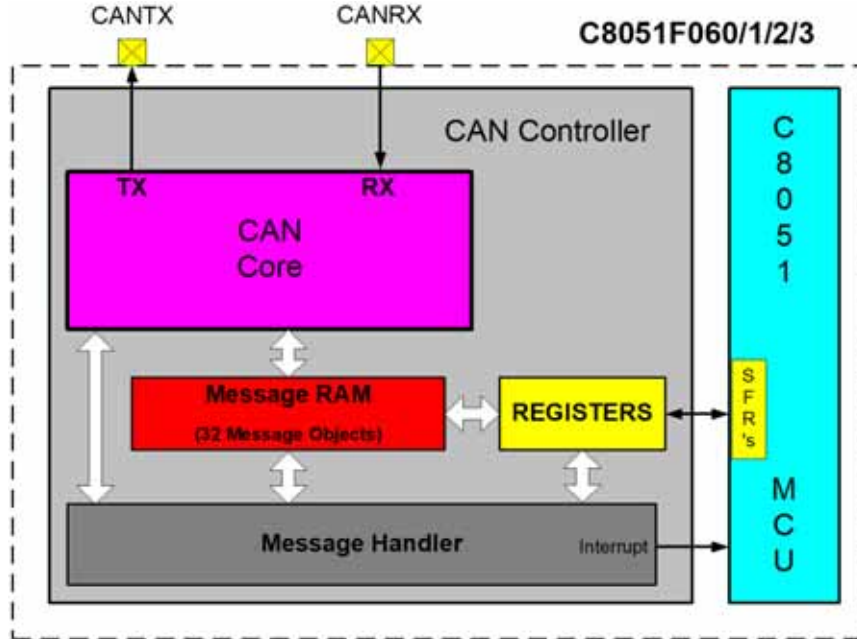 CANTX
CANRX
C8051F060/1/2/3
CAN Controller
TX
RX
CAN
Core
Message RAM
(32 Message Objects)
REGISTERS
Message Handler
Interrupt
C
8
0
5
1
S
F
R
's
M
C
U